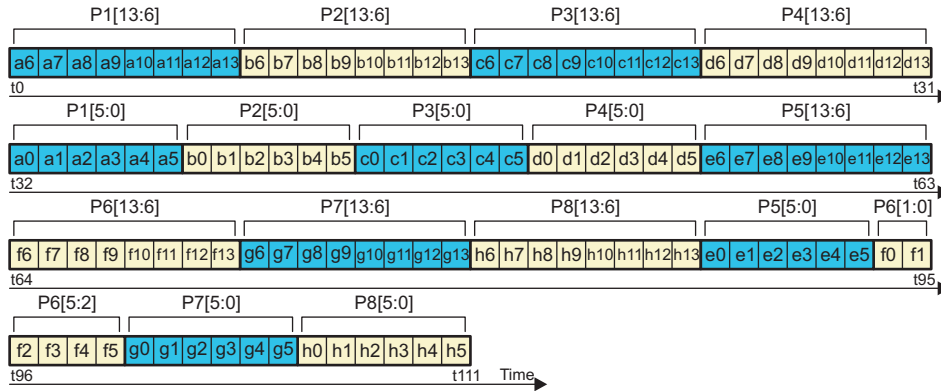 P1[13:6] P2[13:6] P3[13:6] P4[13:6]
a6 a7 a8 a9 a10 a11 a12 a13 b6 b7 b8 b9 b10 b11 b12 b13 c6 c7 c8 c9 c10 c11 c12 c13 d6 d7 d8 d9 d10 d11 d12 d13
t0 t31
P1[5:0] P2[5:0] P3[5:0] P4[5:0] P5[13:6]
a0 a1 a2 a3 a4 a5 b0 b1 b2 b3 b4 b5 c0 c1 c2 c3 c4 c5 d0 d1 d2 d3 d4 d5 e6 e7 e8 e9 e10 e11 e12 e13
t32 t63
P6[13:6] P7[13:6] P8[13:6] P5[5:0] P6[1:0]
f6 f7 f8 f9 f10 f11 f12 f13 g6 g7 g8 g9 g10 g11 g12 g13 h6 h7 h8 h9 h10 h11 h12 h13 e0 e1 e2 e3 e4 e5 f0 f1
t64 t95
P6[5:2] P7[5:0] P8[5:0]
f2 f3 f4 f5 g0 g1 g2 g3 g4 g5 h0 h1 h2 h3 h4 h5
t96 t111 Time